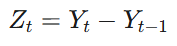 Z_t = Y_t − Y_{t−1}